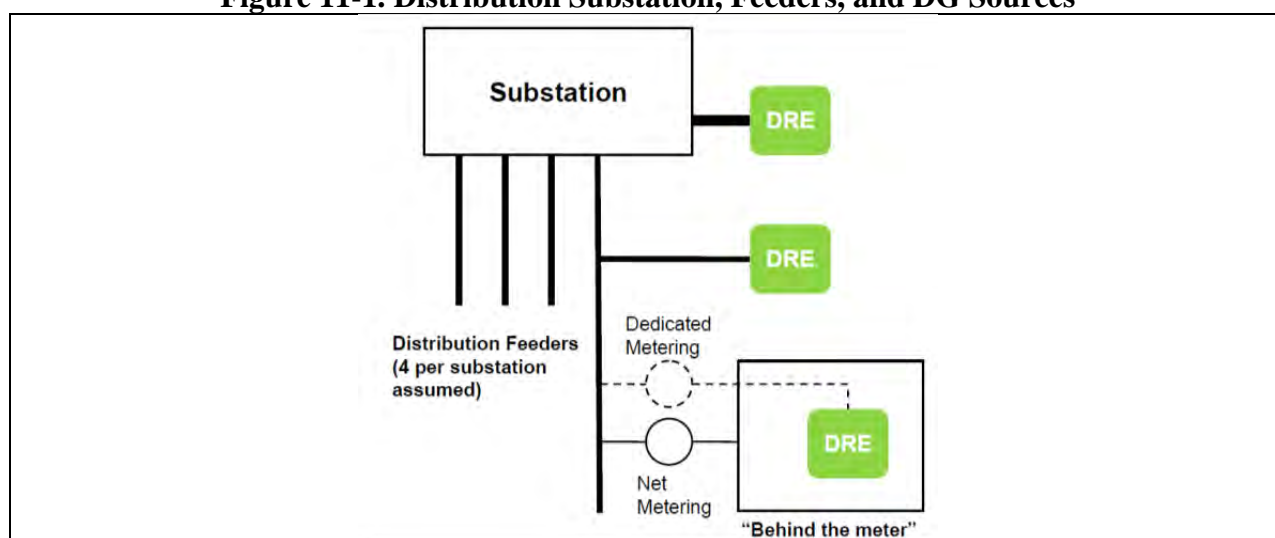 Figure 11-1. Distribution Substation, Feeders, and DG Sources
Substation
DRE
DRE
Distribution Feeders
(4 per substation
assumed)
Dedicated
Metering
DRE
Net
Metering
“Behind the meter”